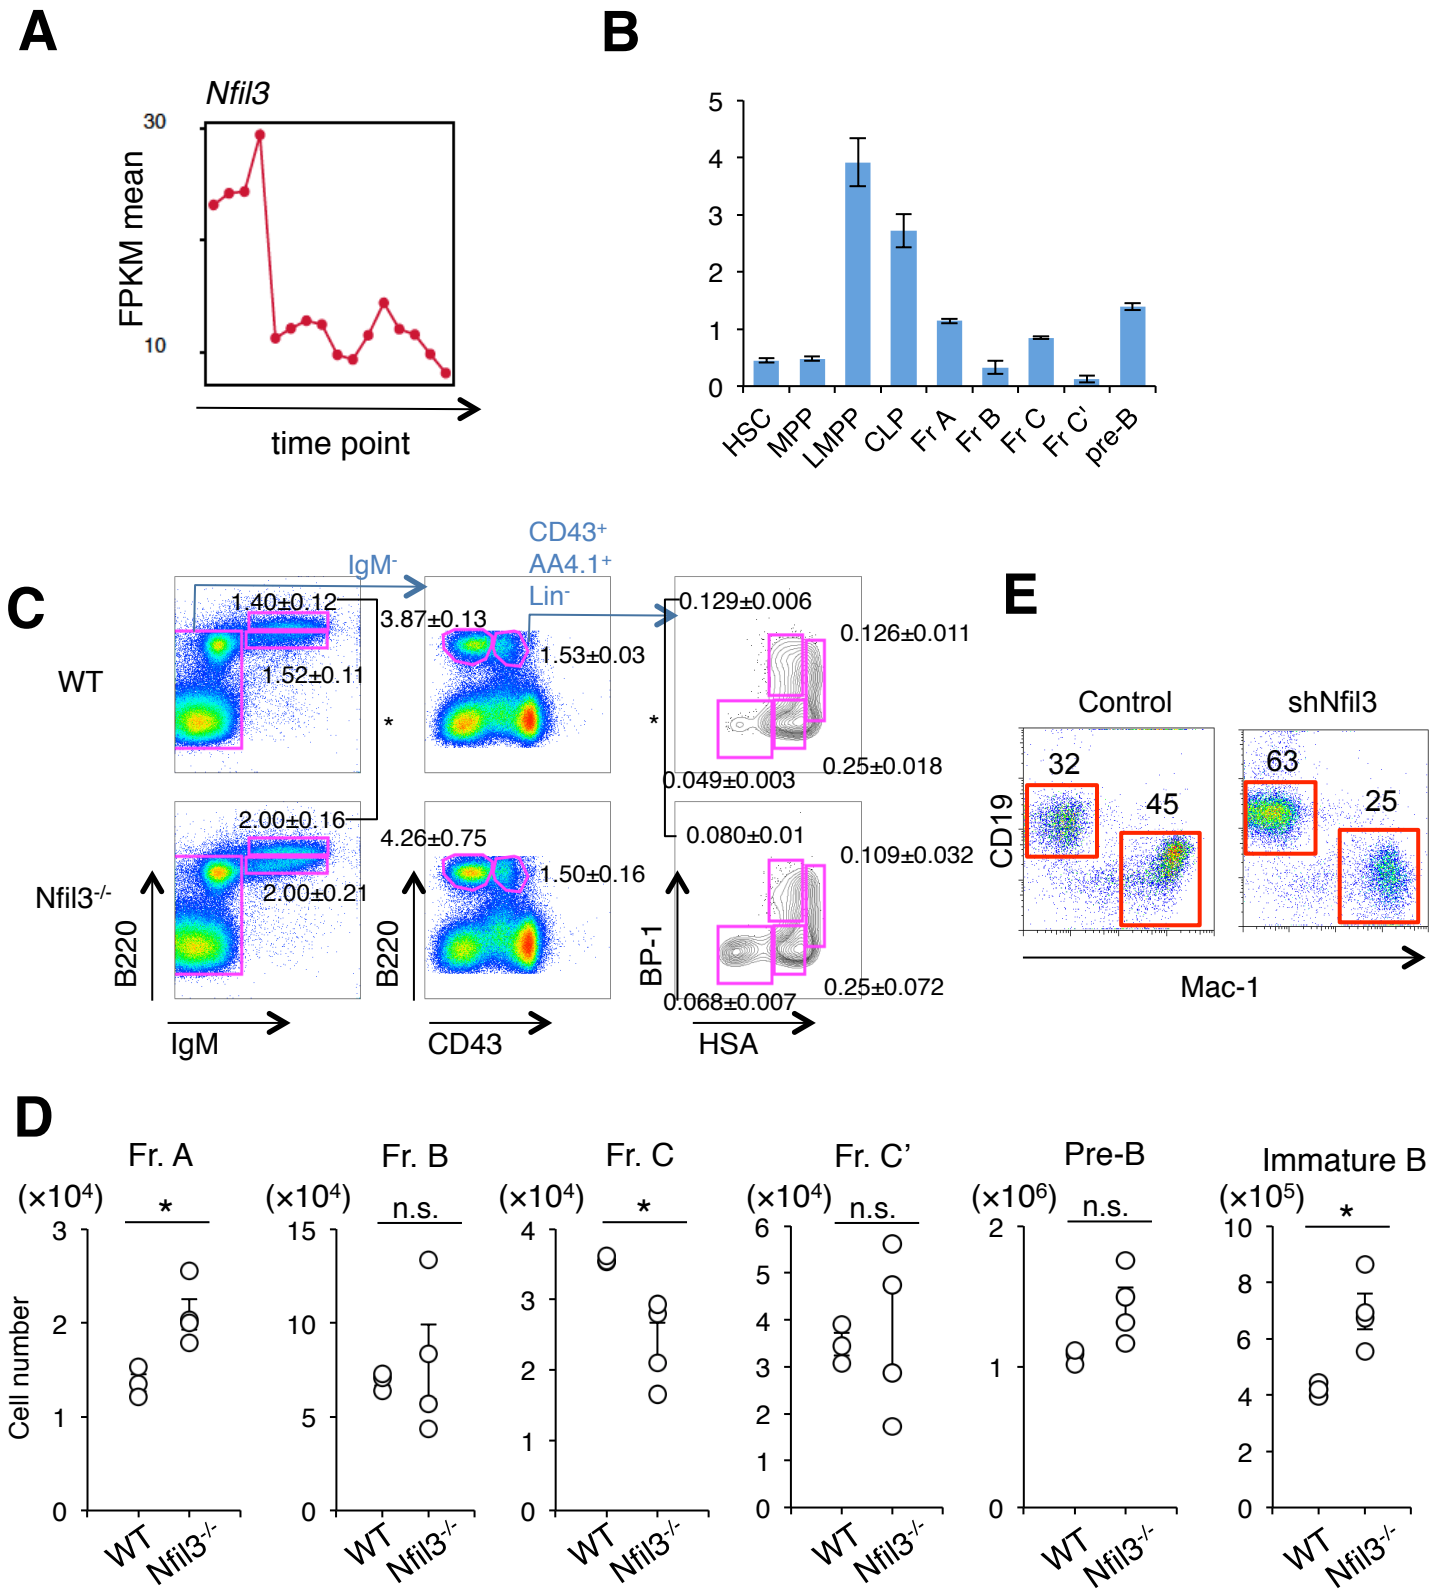 A
Nfil3
30
10
FPKM mean
time point
B
5
4
3
2
1
0
HSC
MPP
LMPP
CLP
Fr A
Fr B
Fr C
Fr C'
pre-B
C
IgM-
CD43+
AA4.1+
Lin-
WT
1.40±0.12
1.52±0.11
3.87±0.13
1.53±0.03
0.129±0.006
0.126±0.011
0.049±0.003
0.25±0.018
*
*
Nfil3-/-
2.00±0.16
2.00±0.21
4.26±0.75
1.50±0.16
0.080±0.01
0.109±0.032
0.068±0.007
0.25±0.072
B220
IgM
B220
CD43
BP-1
HSA
E
Control
shNfil3
32
45
63
25
CD19
Mac-1
D
Cell number
Fr. A
(×10⁴)
*
3
2
1
0
WT
Nfil3-/-
Fr. B
(×10⁴)
n.s.
15
10
5
0
WT
Nfil3-/-
Fr. C
(×10⁴)
*
4
3
2
1
0
WT
Nfil3-/-
Fr. C’
(×10⁴)
n.s.
6
5
4
3
2
1
0
WT
Nfil3-/-
Pre-B
(×10⁶)
n.s.
2
1
0
WT
Nfil3-/-
Immature B
(×10⁵)
*
10
8
6
4
2
0
WT
Nfil3-/-